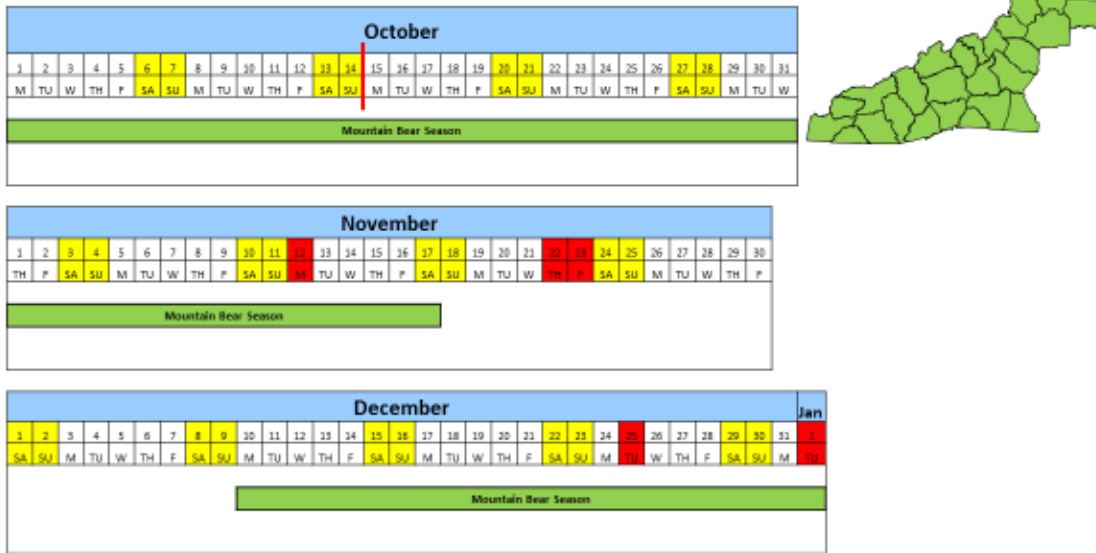 October
1 2 3 4 5 6 7 8 9 10 11 12 13 14 15 16 17 18 19 20 21 22 23 24 25 26 27 28 29 30 31
M TU W TH F SA SU M TU W TH F SA SU M TU W TH F SA SU M TU W TH F SA SU M TU W
Mountain Bear Season
November
1 2 3 4 5 6 7 8 9 10 11 12 13 14 15 16 17 18 19 20 21 22 23 24 25 26 27 28 29 30
TH F SA SU M TU W TH F SA SU M TU W TH F SA SU M TU W TH F SA SU M TU W TH F
Mountain Bear Season
December Jan
1 2 3 4 5 6 7 8 9 10 11 12 13 14 15 16 17 18 19 20 21 22 23 24 25 26 27 28 29 30 31 1
SA SU M TU W TH F SA SU M TU W TH F SA SU M TU W TH F SA SU M TU W TH F SA SU M TU
Mountain Bear Season